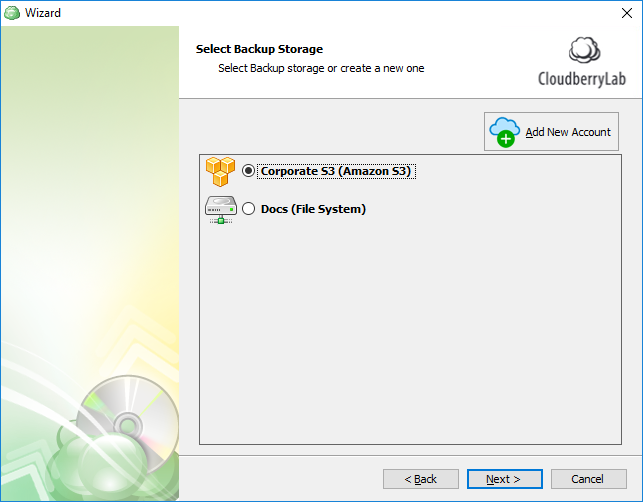 Wizard
Select Backup Storage
Select Backup storage or create a new one
CloudberryLab
Add New Account
Corporate S3 (Amazon S3)
Docs (File System)
< Back
Next >
Cancel